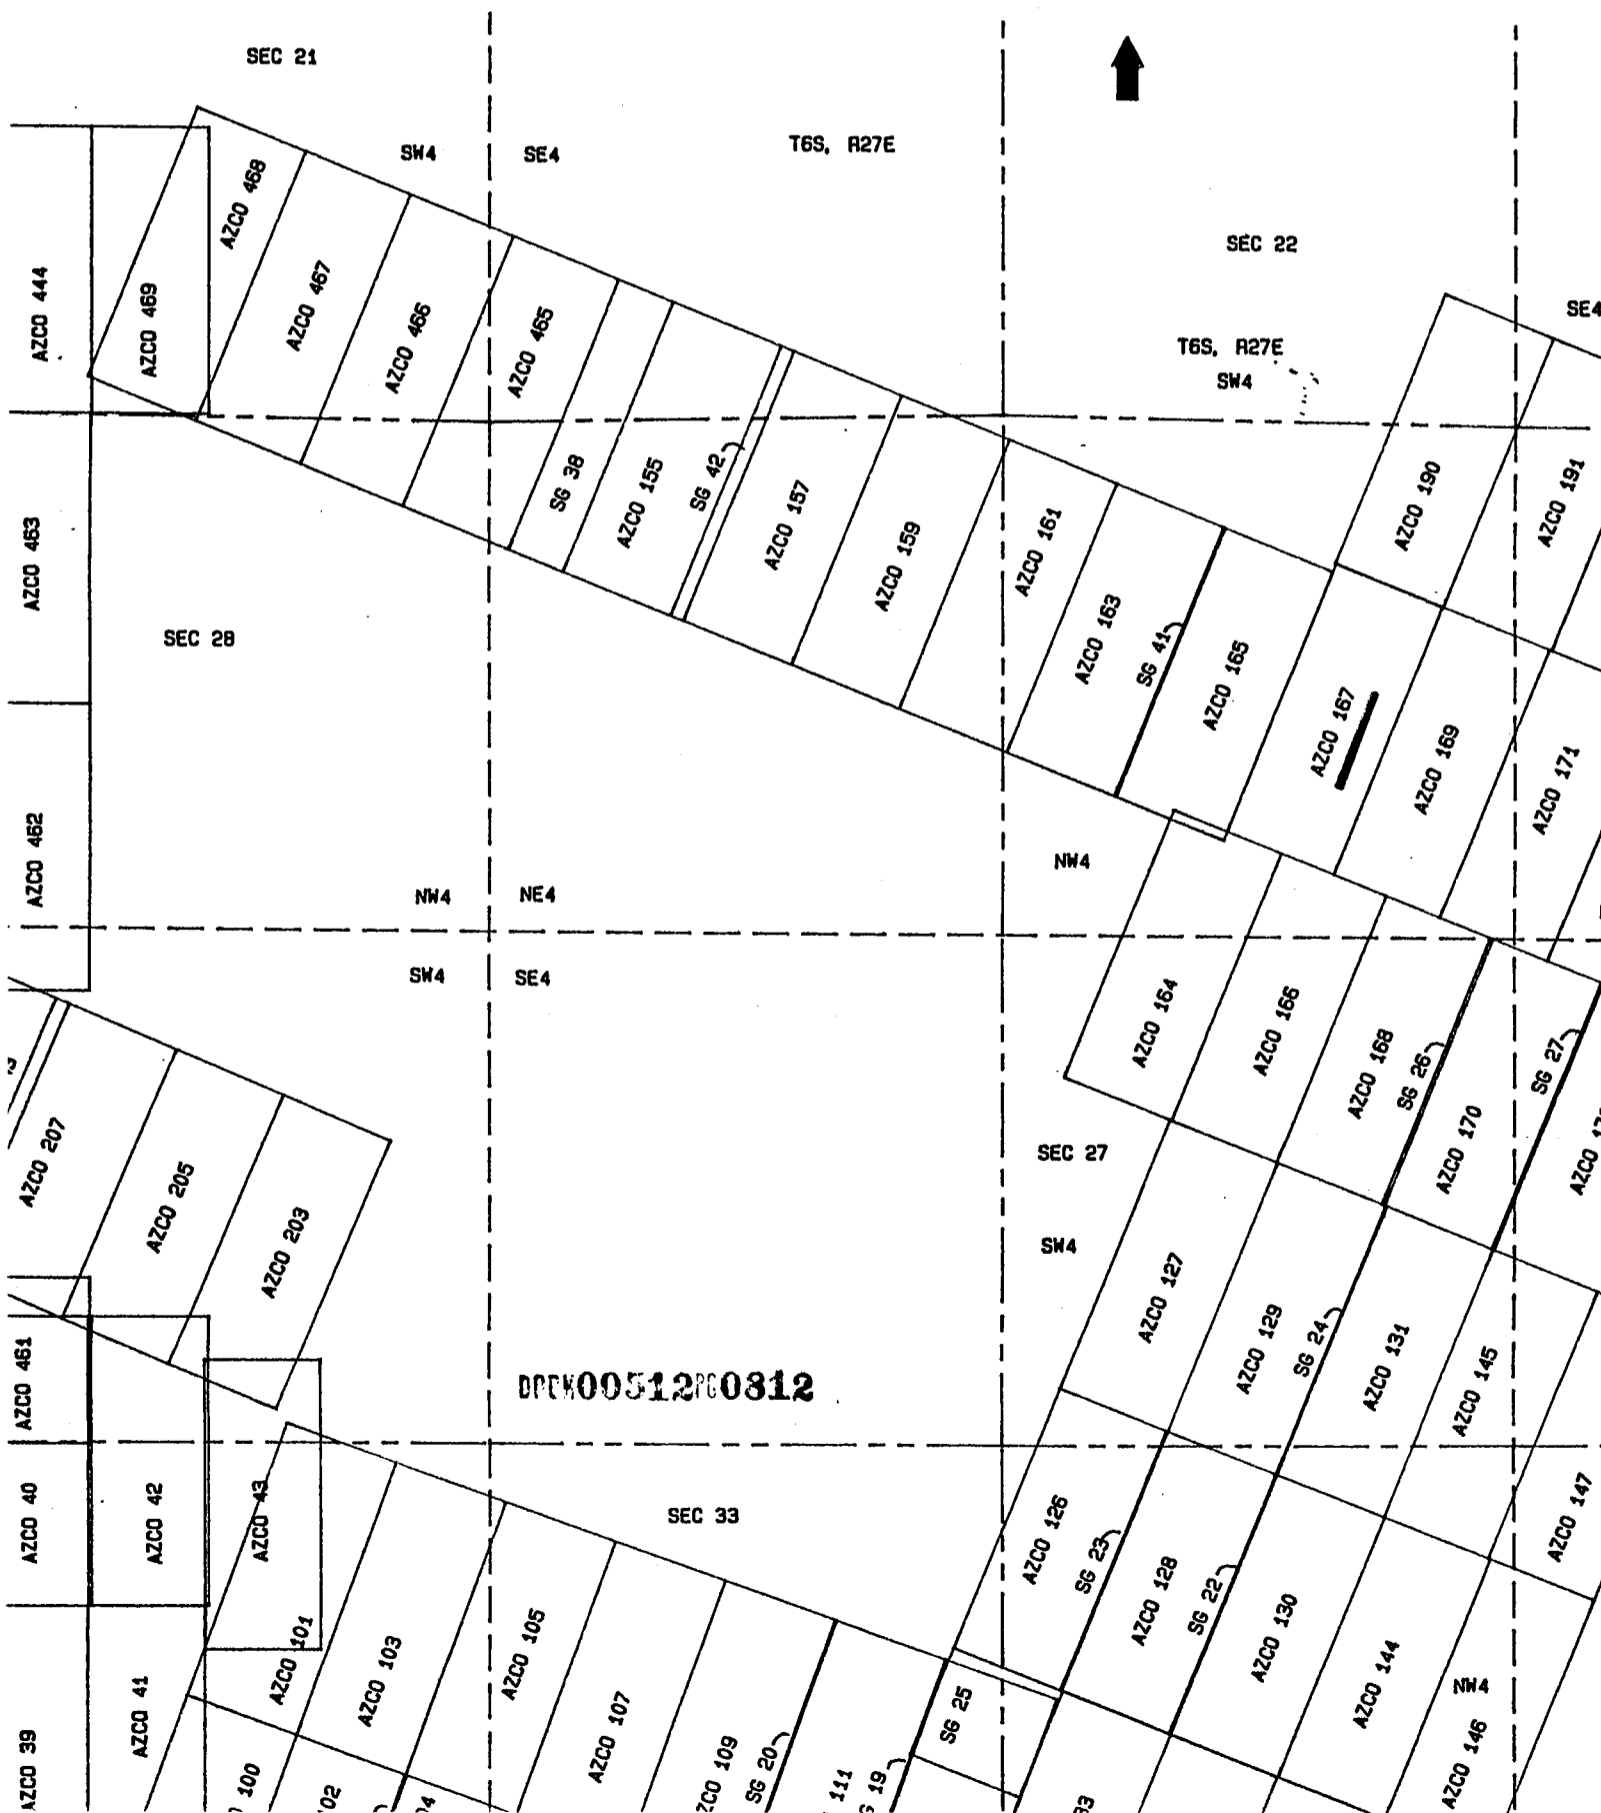 SEC 21
SW4
SE4
T6S, R27E
SEC 22
T6S, R27E
SW4
SE4
AZCO 444
AZCO 469
AZCO 468
AZCO 467
AZCO 466
AZCO 465
SG 38
AZCO 155
SG 42
AZCO 157
AZCO 159
AZCO 161
AZCO 163
SG 41
AZCO 165
AZCO 167
AZCO 169
AZCO 171
AZCO 190
AZCO 191
AZCO 463
SEC 28
AZCO 462
NW4
NE4
NW4
SW4
SE4
AZCO 164
AZCO 166
AZCO 168
SG 26
AZCO 170
SG 27
AZCO
AZCO 207
AZCO 205
AZCO 203
SEC 27
SW4
AZCO 127
AZCO 129
SG 24
AZCO 131
AZCO 145
AZCO 147
AZCO 461
00512 0812
AZCO 40
AZCO 42
AZCO 43
SEC 33
AZCO 126
SG 23
AZCO 128
SG 22
AZCO 130
AZCO 144
NW4
AZCO 146
AZCO 39
AZCO 41
AZCO 101
AZCO 103
AZCO 105
AZCO 107
ZCO 109
SG 20
111
G 19
SG 25
O 100
02
04
33